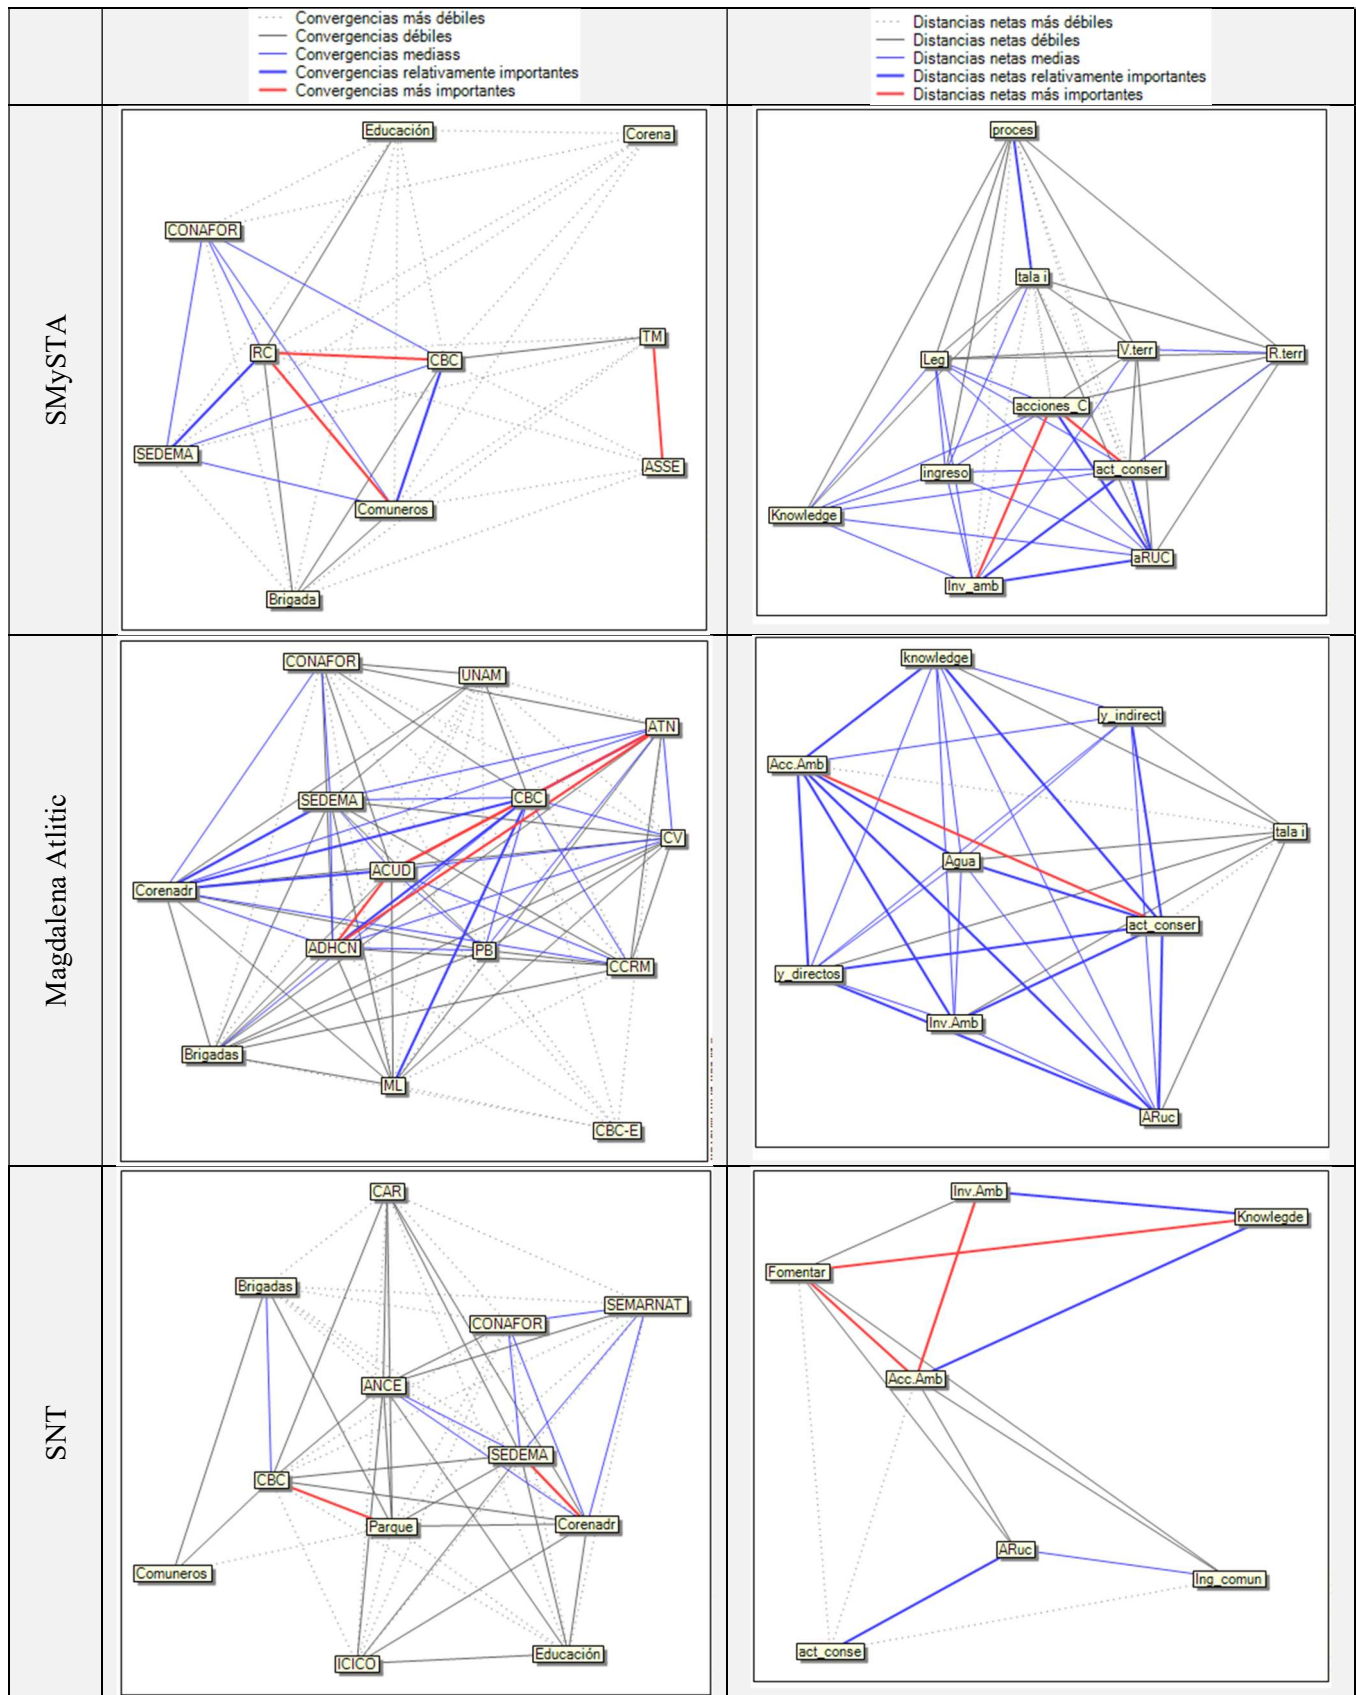 Convergencias más débiles
Convergencias débiles
Convergencias mediass
Convergencias relativamente importantes
Convergencias más importantes
Distancias netas más débiles
Distancias netas débiles
Distancias netas medias
Distancias netas relativamente importantes
Distancias netas más importantes
SMySTA
Educación
Corena
CONAFOR
RC
CBC
TM
SEDEMA
ASSE
Comuneros
Brigada
proces
tala i
Leg
V.terr
R.terr
acciones_C
ingreso
act_conser
Knowledge
aRUC
Inv_amb
Magdalena Atlitic
CONAFOR
UNAM
ATN
SEDEMA
CBC
CV
ACUD
Corenadr
ADHCN
PB
CCRM
Brigadas
ML
CBC-E
knowledge
y_indirect
Acc.Amb
tala i
Agua
act_conser
y_directos
Inv.Amb
ARuc
SNT
CAR
Brigadas
SEMARNAT
CONAFOR
ANCE
SEDEMA
CBC
Parque
Corenadr
Comuneros
Educación
ICICO
Inv.Amb
Knowlegde
Fomentar
Acc.Amb
ARuc
Ing_comun
act_conse